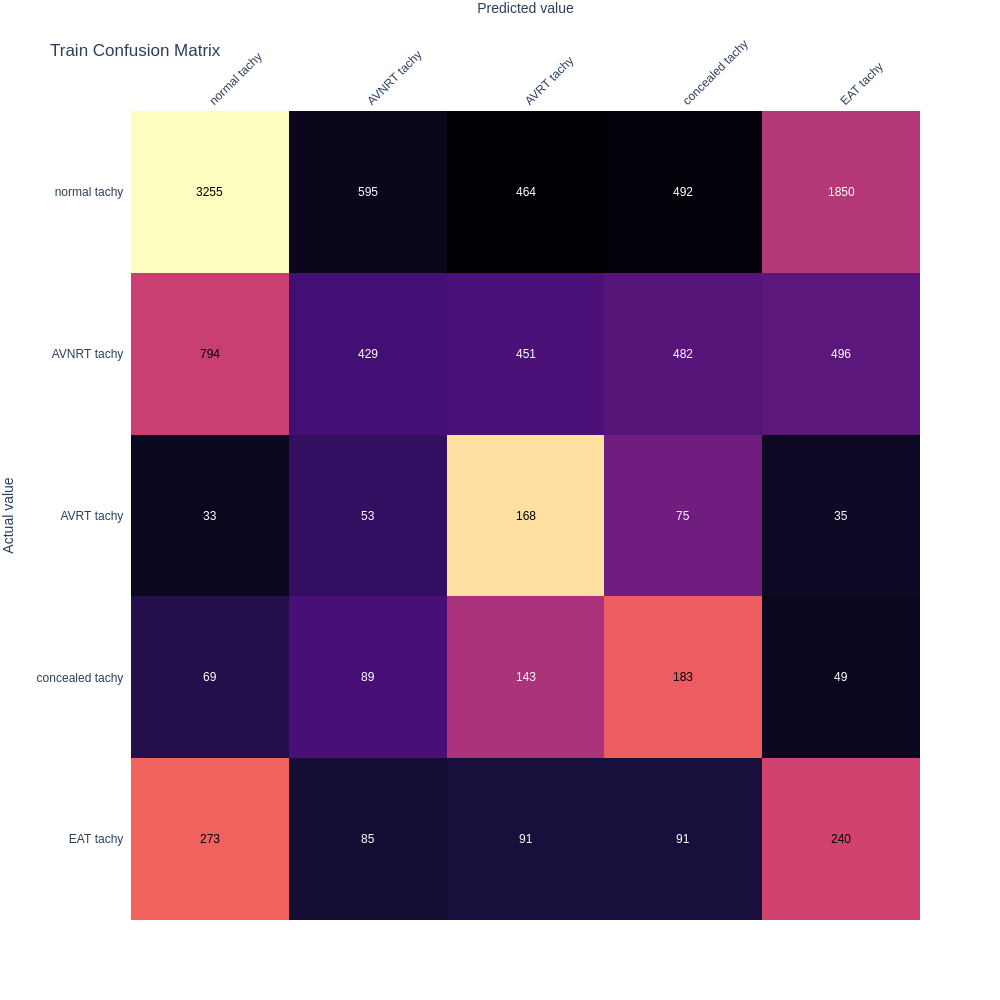 Predicted value
Train Confusion Matrix
normal tachy
AVNRT tachy
AVRT tachy
concealed tachy
EAT tachy
normal tachy 3255 595 464 492 1850
AVNRT tachy 794 429 451 482 496
AVRT tachy 33 53 168 75 35
concealed tachy 69 89 143 183 49
EAT tachy 273 85 91 91 240
Actual value